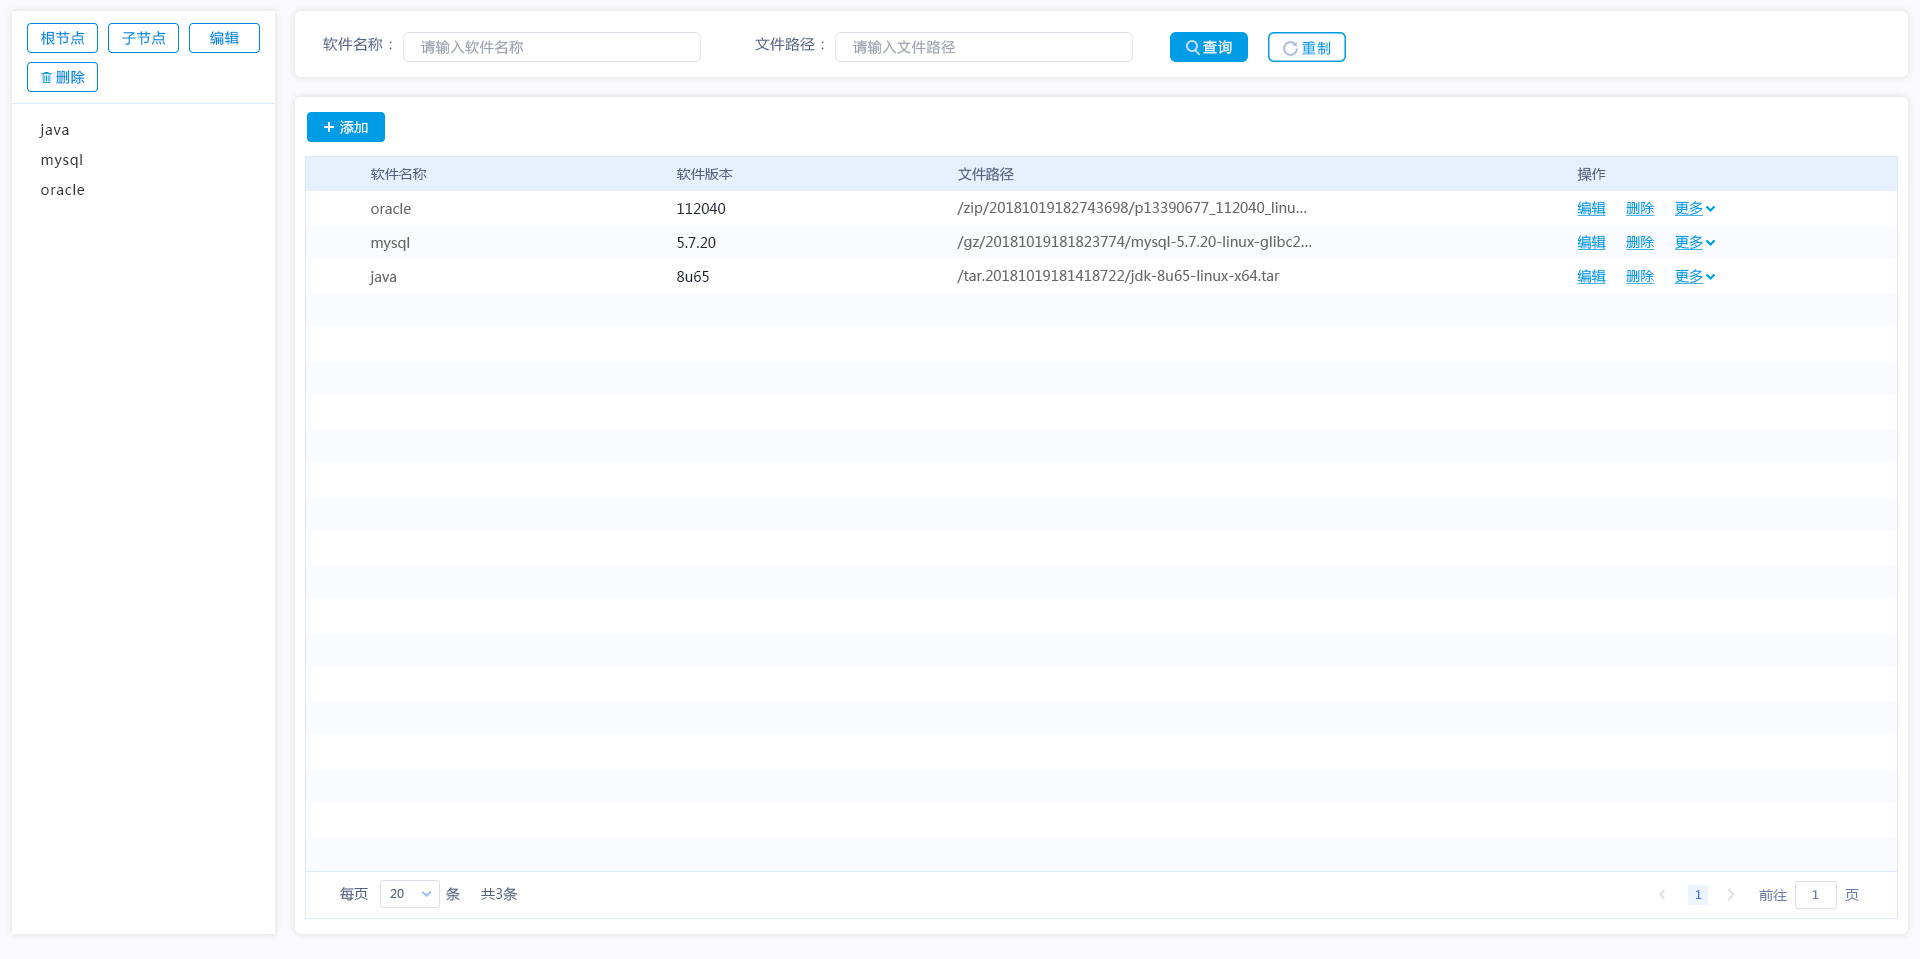 根节点 子节点 编辑
删除
java
mysql
oracle
软件名称： 请输入软件名称 文件路径： 请输入文件路径 查询 重制
添加
软件名称 软件版本 文件路径 操作
oracle 112040 /zip/20181019182743698/p13390677_112040_linu... 编辑 删除 更多
mysql 5.7.20 /gz/20181019181823774/mysql-5.7.20-linux-glibc2... 编辑 删除 更多
java 8u65 /tar.20181019181418722/jdk-8u65-linux-x64.tar 编辑 删除 更多
每页 20 条 共3条 1 前往 1 页